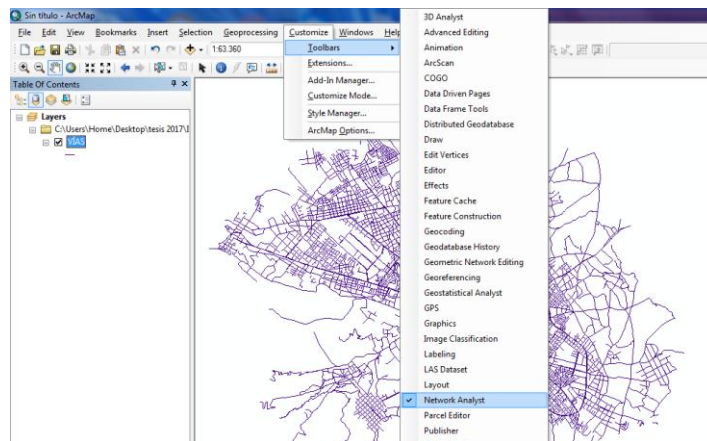 Sin título - ArcMap
File Edit View Bookmarks Insert Selection Geoprocessing Customize Windows Help
1:63.360
Table Of Contents
Layers
C:\Users\Home\Desktop\tesis 2017\
VÍAS
Toolbars
Extensions...
Add-In Manager...
Customize Mode...
Style Manager...
ArcMap Options...
3D Analyst
Advanced Editing
Animation
ArcScan
COGO
Data Driven Pages
Data Frame Tools
Distributed Geodatabase
Draw
Edit Vertices
Editor
Effects
Feature Cache
Feature Construction
Geocoding
Geodatabase History
Geometric Network Editing
Georeferencing
Geostatistical Analyst
GPS
Graphics
Image Classification
Labeling
LAS Dataset
Layout
Network Analyst
Parcel Editor
Publisher